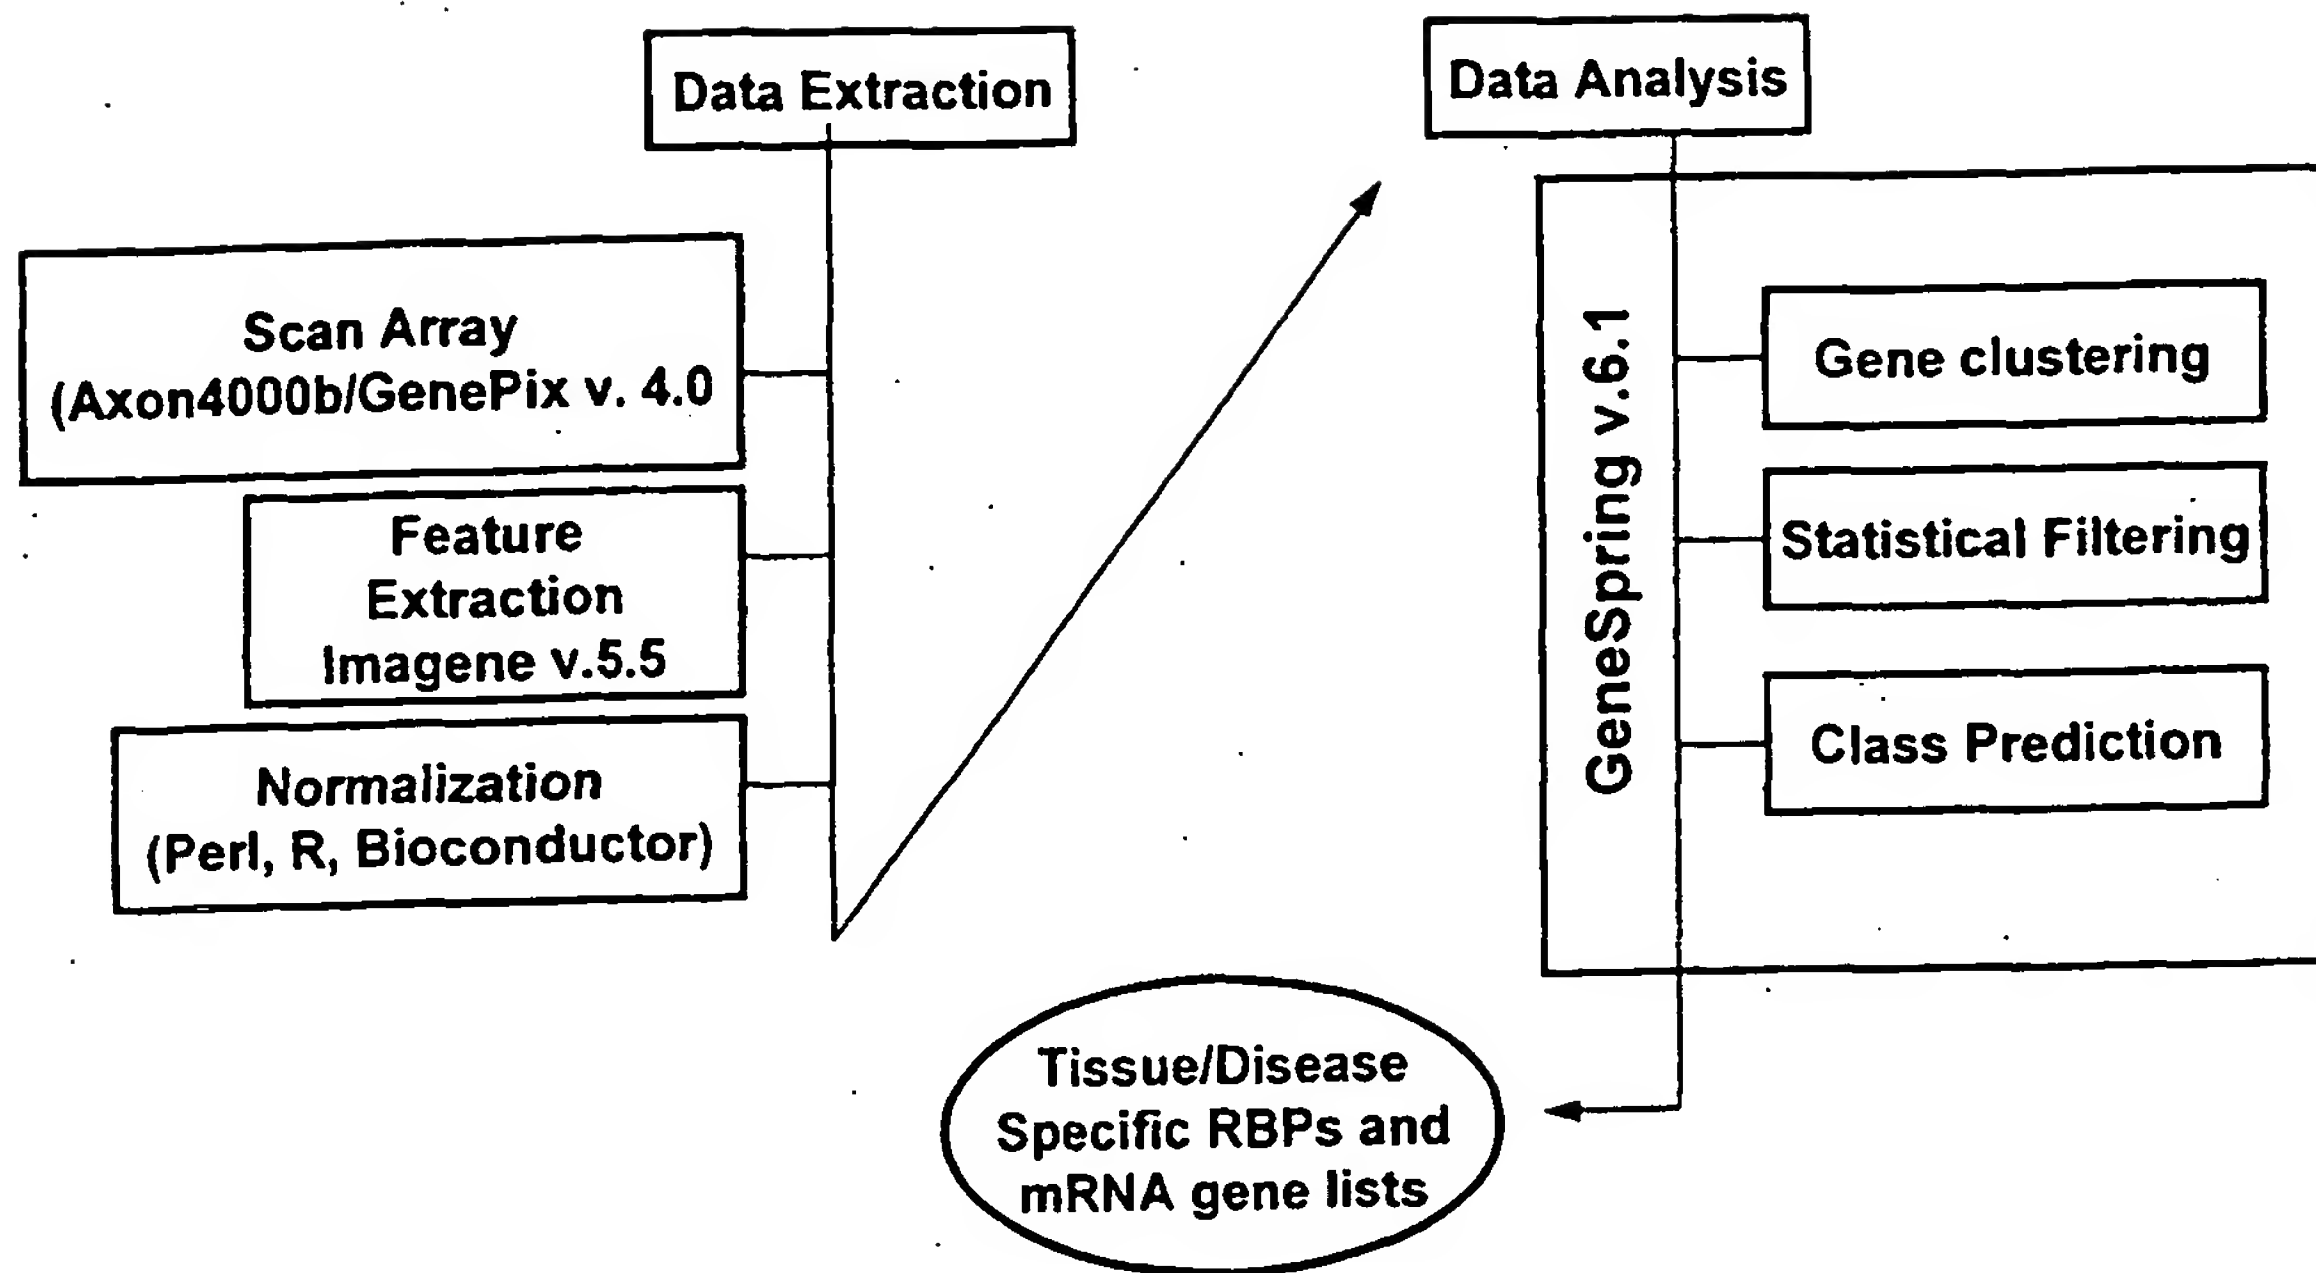 Data Extraction
Scan Array
(Axon4000b/GenePix v. 4.0
Feature
Extraction
Imagene v.5.5
Normalization
(Perl, R, Bioconductor)
Data Analysis
GeneSpring v.6.1
Gene clustering
Statistical Filtering
Class Prediction
Tissue/Disease
Specific RBPs and
mRNA gene lists